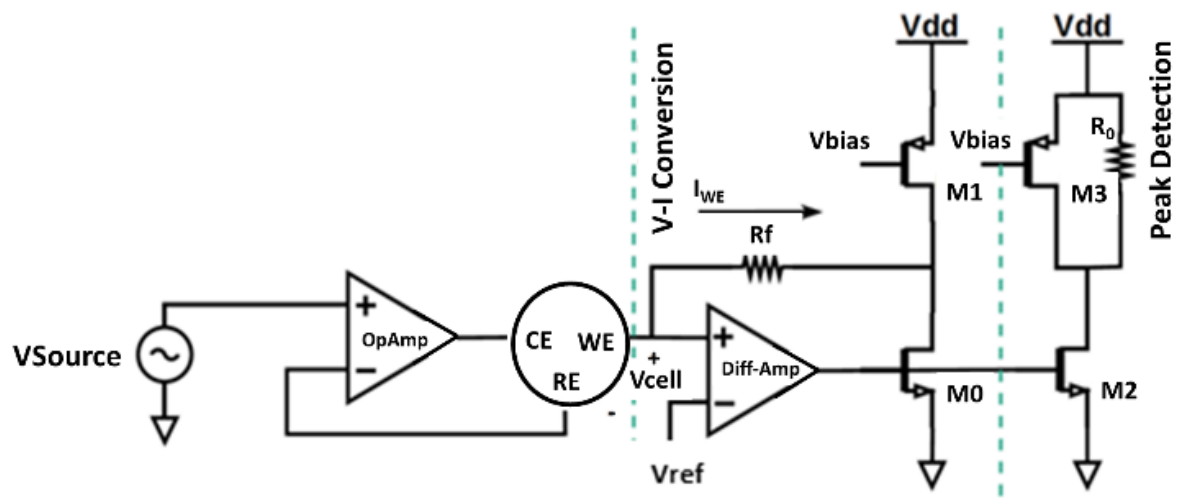 Vdd
Vdd
V-I Conversion
Peak Detection
Vbias
Vbias
R0
I WE
M1
M3
Rf
+
OpAmp
-
VSource
CE WE
RE
+
Vcell
-
+
Diff-Amp
-
M0
M2
Vref